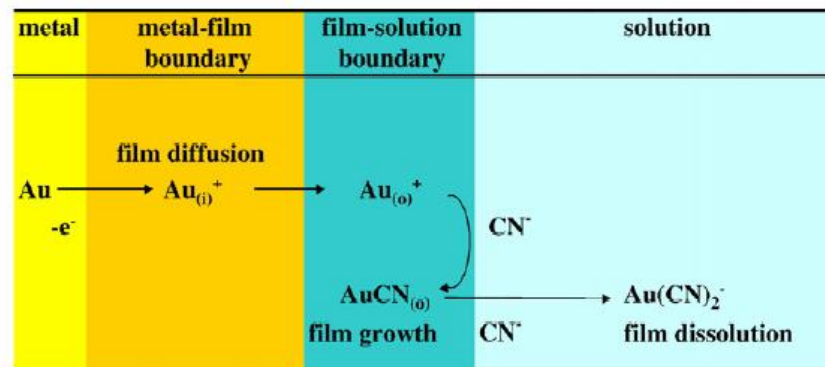 metal metal-film film-solution solution
boundary boundary
film diffusion
Au Au(i)+ Au(o)+
-e- CN-
AuCN(o) Au(CN)2-
film growth CN- film dissolution